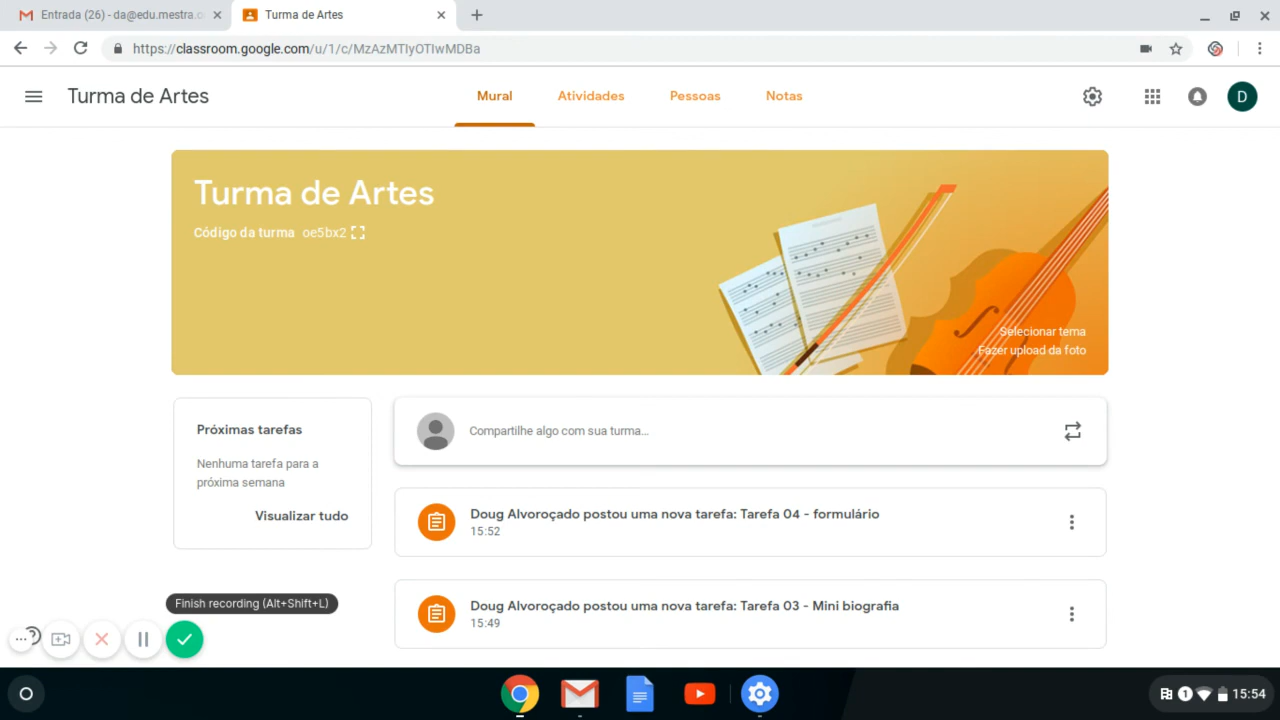 Entrada (26) - da@edu.mestra.c
Turma de Artes
https://classroom.google.com/u/1/c/MzAzMTIyOTIwMDBa
Turma de Artes
Mural
Atividades
Pessoas
Notas
D
Turma de Artes
Código da turma oe5bx2
Selecionar tema
Fazer upload da foto
Próximas tarefas
Nenhuma tarefa para a
próxima semana
Visualizar tudo
Compartilhe algo com sua turma...
Doug Alvoroçado postou uma nova tarefa: Tarefa 04 - formulário
15:52
Doug Alvoroçado postou uma nova tarefa: Tarefa 03 - Mini biografia
15:49
Finish recording (Alt+Shift+L)
1
15:54